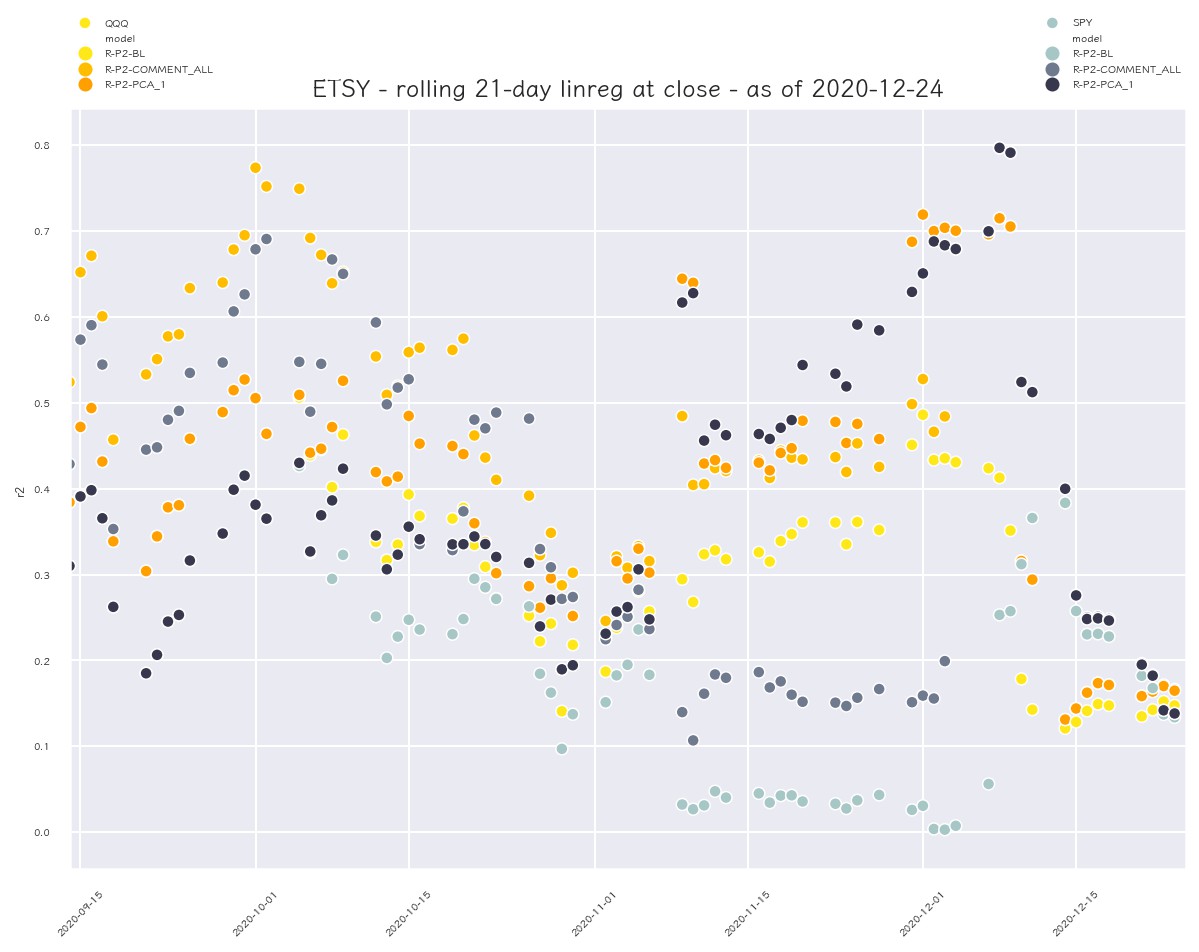 QQQ
model
R-P2-BL
R-P2-COMMENT_ALL
R-P2-PCA_1
SPY
model
R-P2-BL
R-P2-COMMENT_ALL
R-P2-PCA_1
ETSY - rolling 21-day linreg at close - as of 2020-12-24
r2
0.8
0.7
0.6
0.5
0.4
0.3
0.2
0.1
0.0
2020-09-15
2020-10-01
2020-10-15
2020-11-01
2020-11-15
2020-12-01
2020-12-15